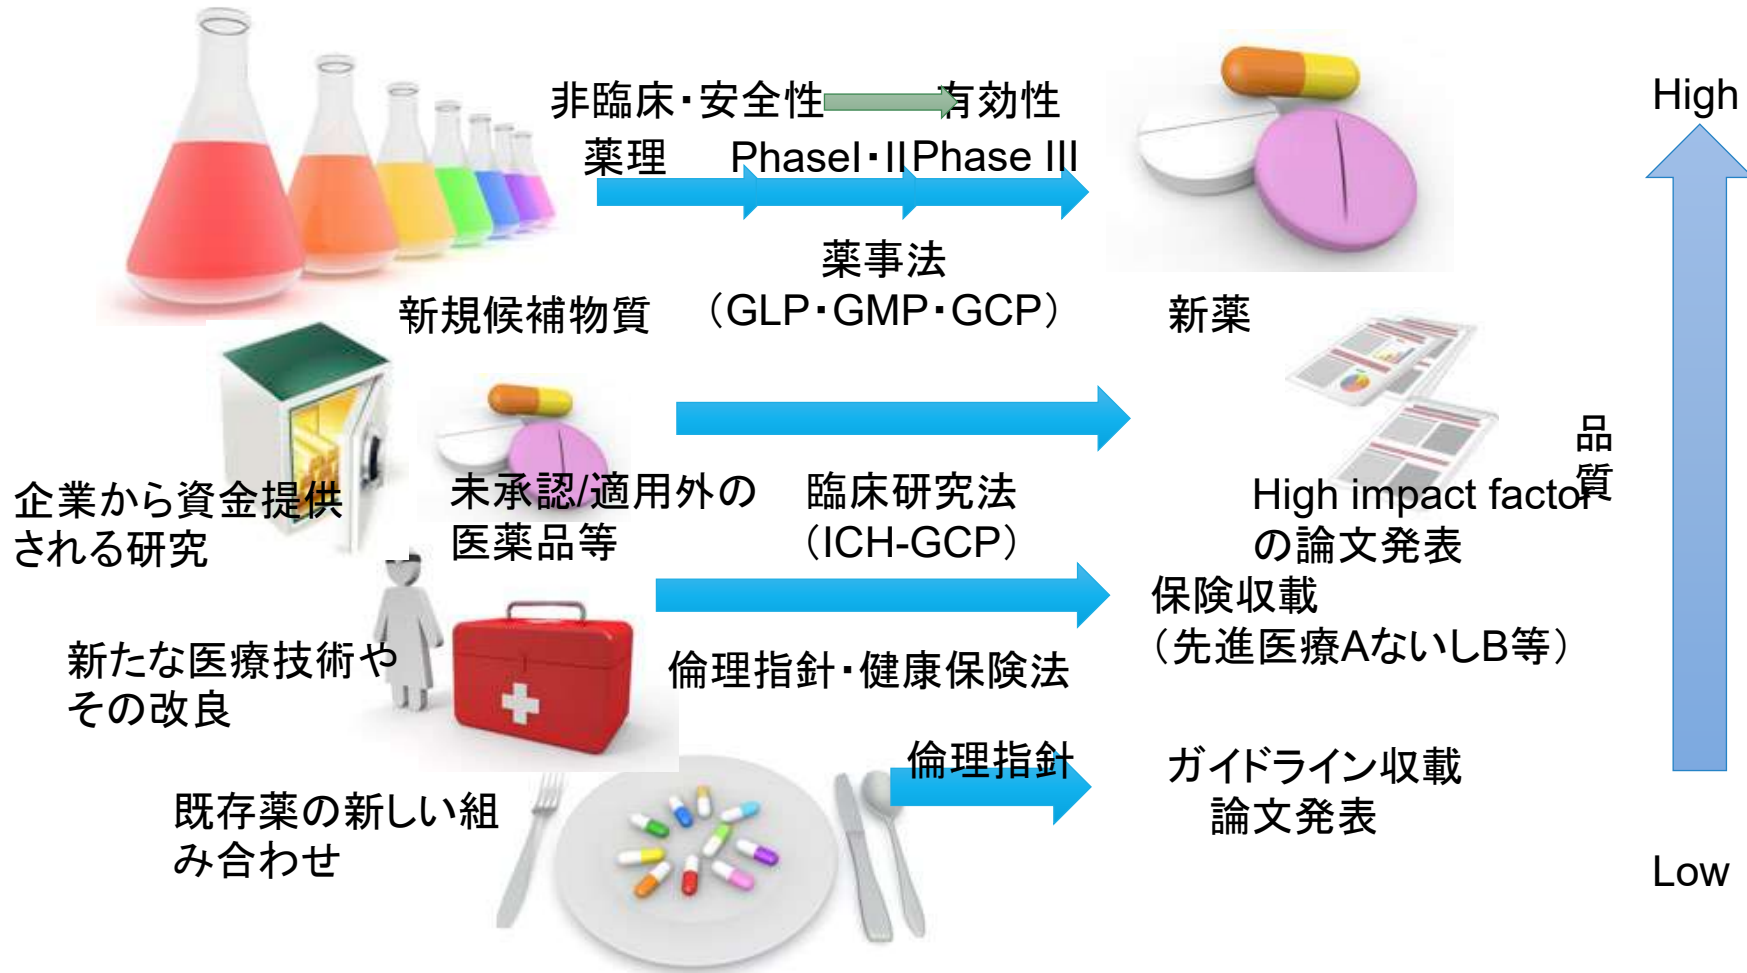 非臨床・安全性 有効性
薬理 PhaseI・II Phase III
High
薬事法
（GLP・GMP・GCP）
新規候補物質
新薬
品質
企業から資金提供
される研究
未承認/適用外の
医薬品等
臨床研究法
（ICH-GCP）
High impact factor
の論文発表
新たな医療技術や
その改良
倫理指針・健康保険法
保険収載
（先進医療AないしB等）
既存薬の新しい組
み合わせ
倫理指針
ガイドライン収載
論文発表
Low